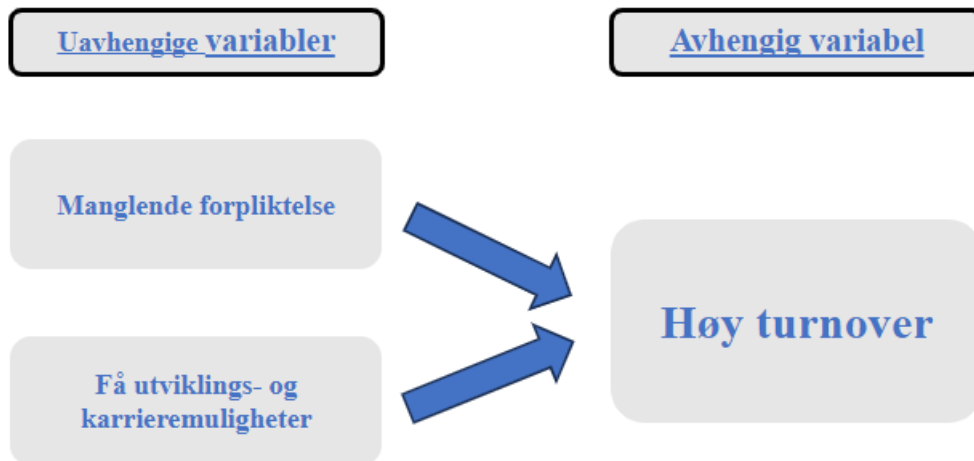 Uavhengige variabler
Avhengig variabel
Manglende forpliktelse
Høy turnover
Få utviklings- og
karrieremuligheter